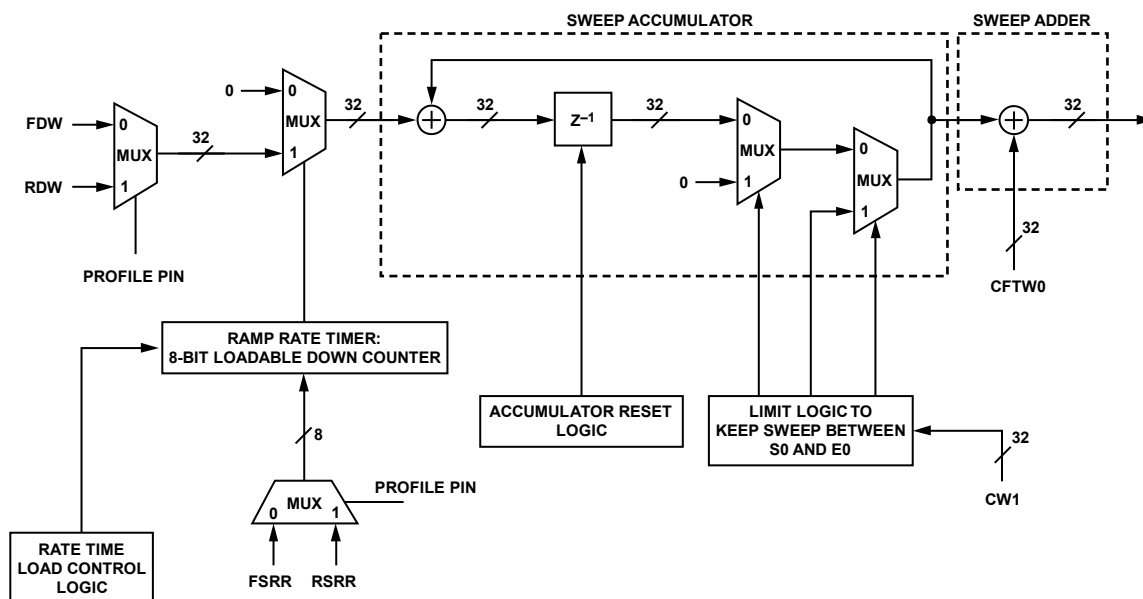 SWEEP ACCUMULATOR
SWEEP ADDER
FDW
RDW
0
MUX
1
32
PROFILE PIN
0
0
MUX
1
32
32
Z–1
32
0
MUX
1
0
0
MUX
1
32
32
CFTW0
RAMP RATE TIMER:
8-BIT LOADABLE DOWN COUNTER
8
PROFILE PIN
MUX
0 1
FSRR RSRR
RATE TIME
LOAD CONTROL
LOGIC
ACCUMULATOR RESET
LOGIC
LIMIT LOGIC TO
KEEP SWEEP BETWEEN
S0 AND E0
32
CW1